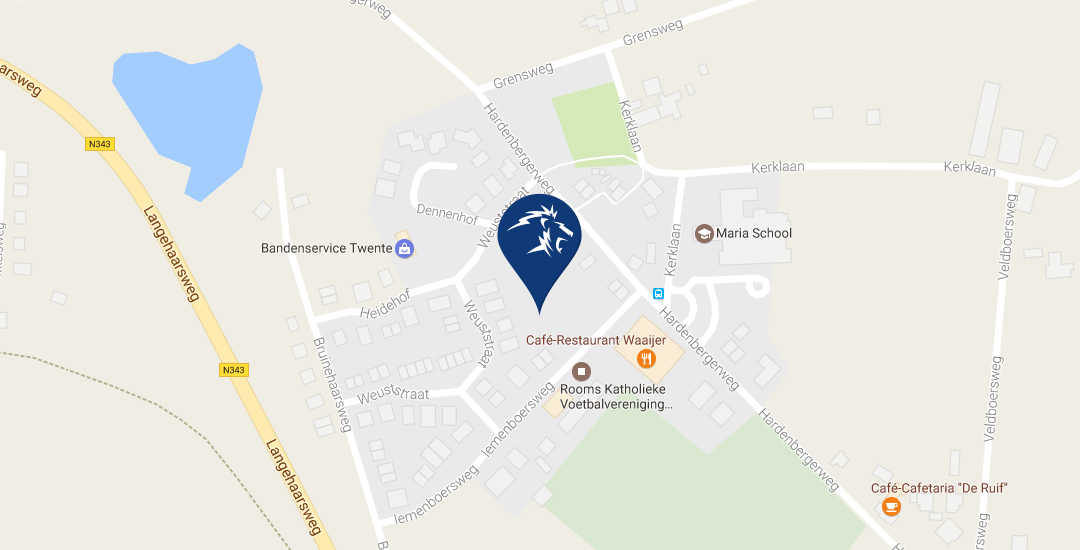 Grensweg
Grensweg
aarsweg
N343
Hardenbergerweg
Kerklaan
Kerklaan
Kerklaan
Dennenhof
Weuststraat
Veldboersweg
Langehaarsweg
Bandenservice Twente
Kerklaan
Maria School
Heidehof
Weuststraat
Hardenbergerweg
Café-Restaurant Waaijer
Bruinehaarsweg
N343
Rooms Katholieke
Voetbalvereniging...
Weuststraat
Iemenboersweg
Veldboersweg
Hardenbergerweg
Langehaarsweg
Iemenboersweg
Café-Cafetaria "De Ruif"